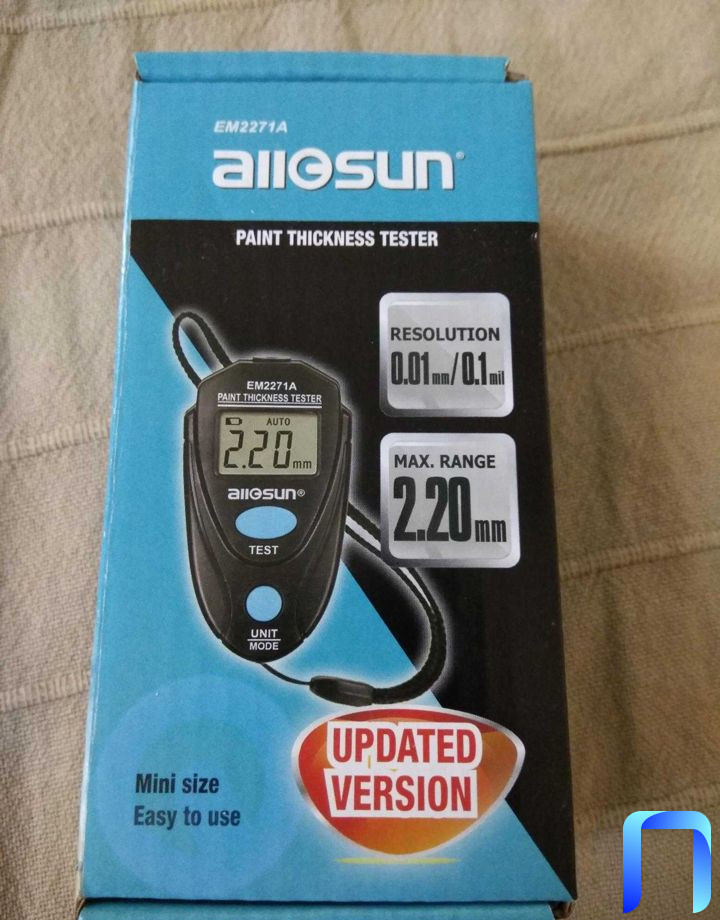 EM2271A
allosun®
PAINT THICKNESS TESTER
RESOLUTION
0.01mm/0.1mil
MAX. RANGE
2.20mm
EM2271A
PAINT THICKNESS TESTER
AUTO
2.20mm
allosun®
TEST
UNIT
MODE
UPDATED
VERSION
Mini size
Easy to use